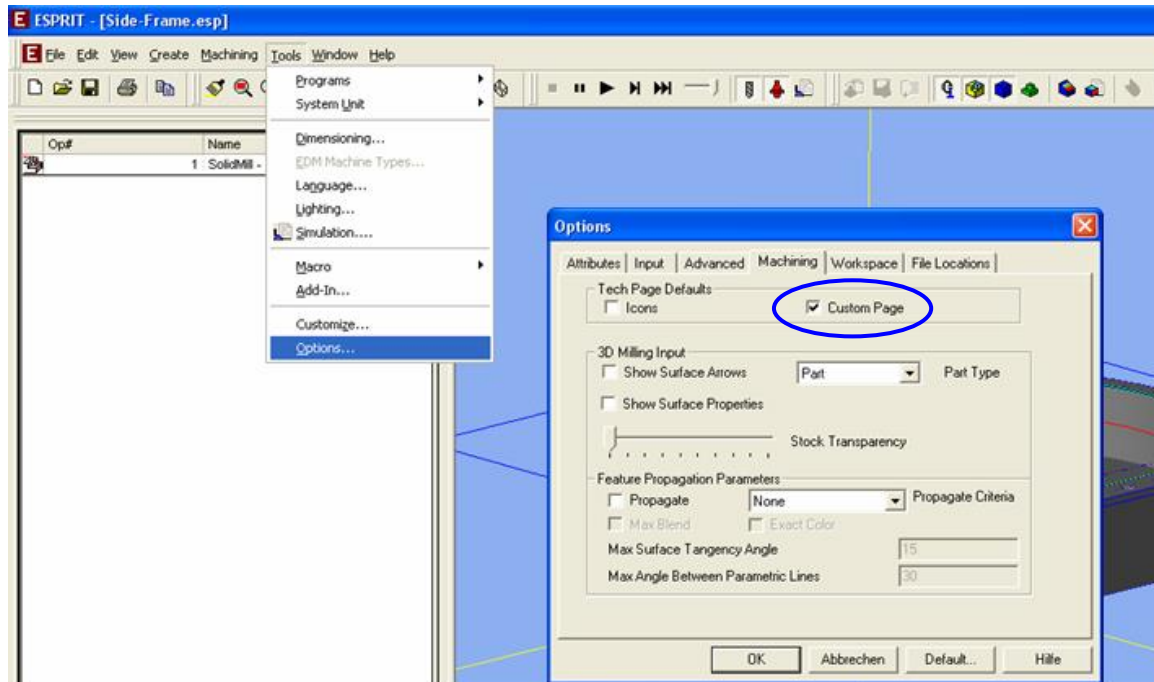 ESPRIT - [Side-Frame.esp]
File Edit View Create Machining Tools Window Help
Programs
System Unit
Dimensioning...
EDM Machine Types...
Language...
Lighting...
Simulation....
Macro
Add-In...
Customize...
Options...
Op# Name
1 SolidMill -
Options
Attributes Input Advanced Machining Workspace File Locations
Tech Page Defaults
Icons Custom Page
3D Milling Input
Show Surface Arrows Part Part Type
Show Surface Properties
Stock Transparency
Feature Propagation Parameters
Propagate None Propagate Criteria
Max Blend Exact Color
Max Surface Tangency Angle 15
Max Angle Between Parametric Lines 30
OK Abbrechen Default... Hilfe